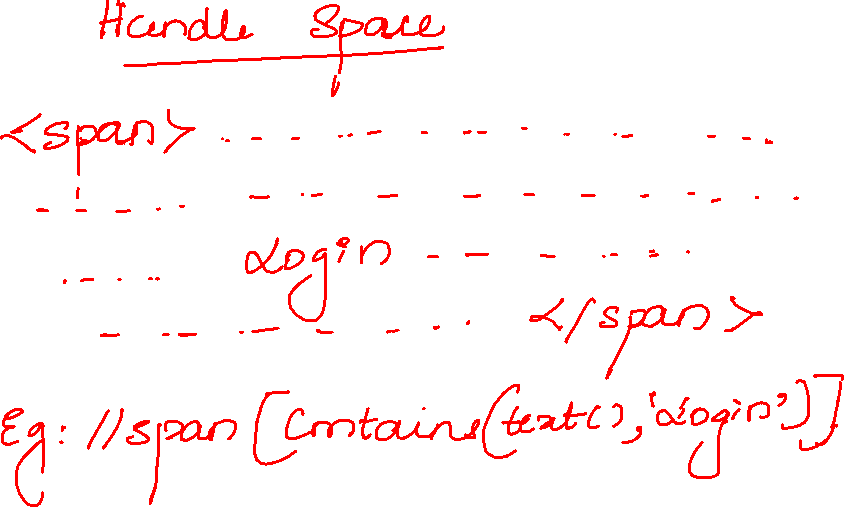 Handle Space
<span> .. - - . -- - -- - . - .- - -.
- - - . .. - .- - - - - - - - . - . .
. - . .. Login - - - .-. - .
- -- - .- - - . . </span>
Eg: //span[Contains(text(),'Login')]